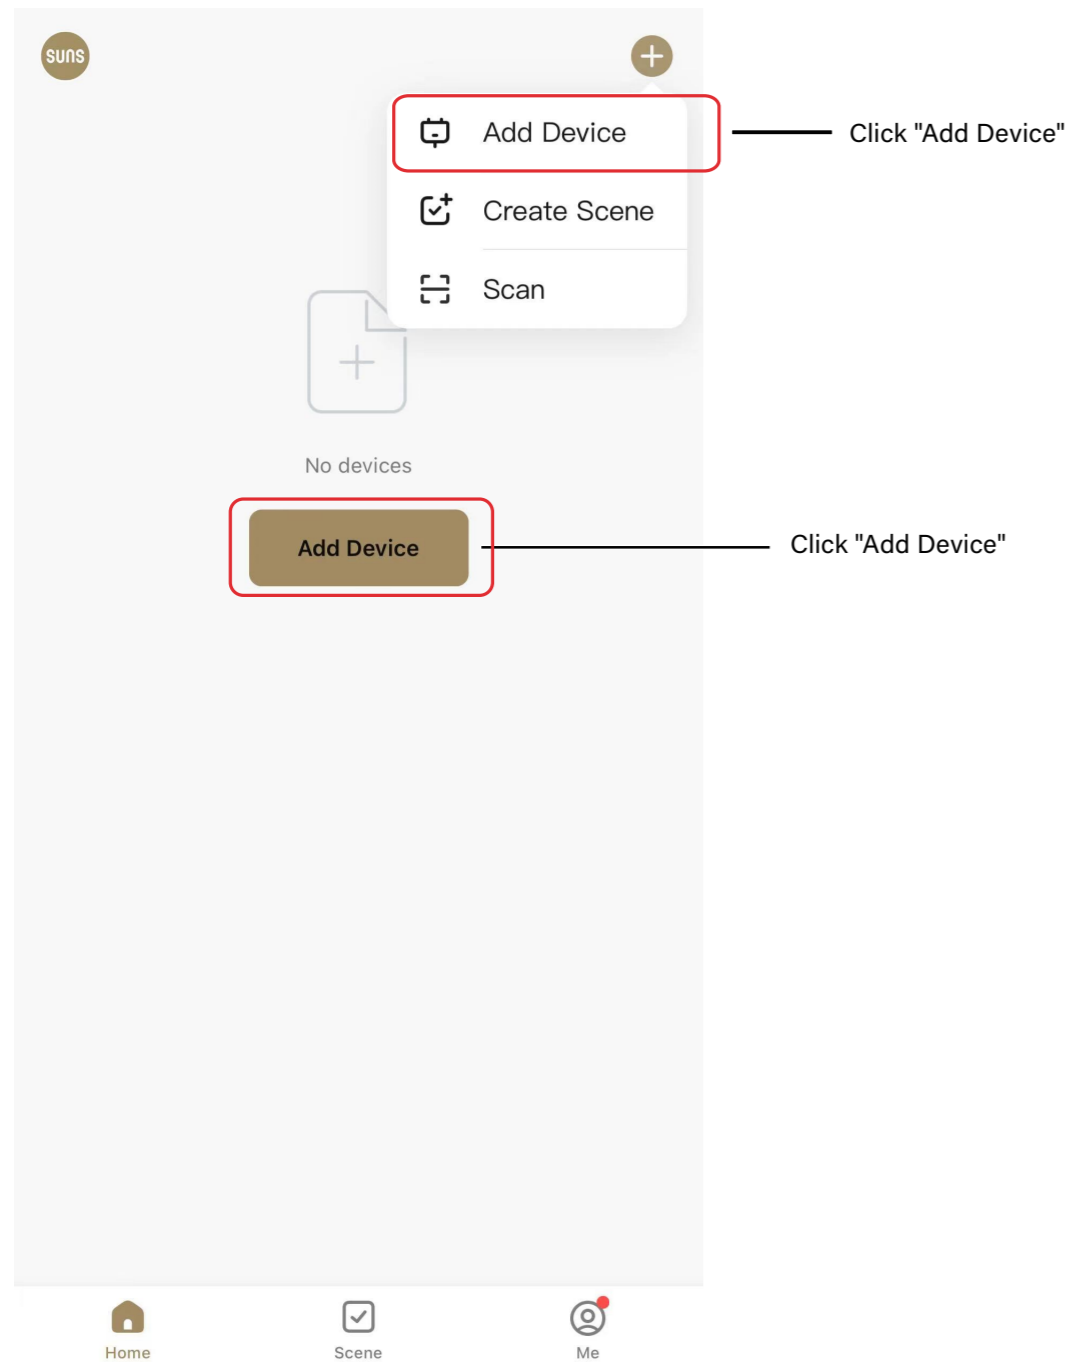 suns
Add Device
Click "Add Device"
Create Scene
Scan
No devices
Add Device
Click "Add Device"
Home
Scene
Me